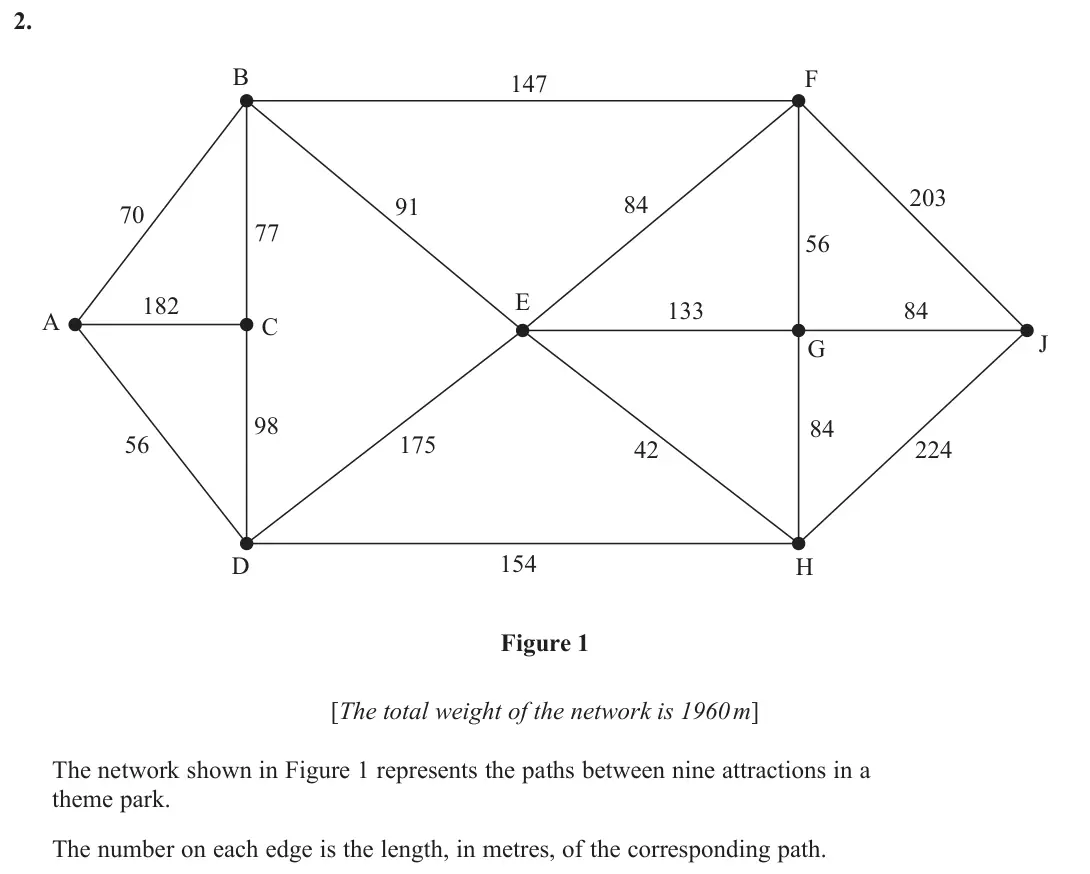 2.
B
147
F
70
91
84
203
77
56
182
E
133
84
A
C
G
J
98
56
175
42
84
224
D
154
H
Figure 1
[The total weight of the network is 1960 m]
The network shown in Figure 1 represents the paths between nine attractions in a
theme park.
The number on each edge is the length, in metres, of the corresponding path.